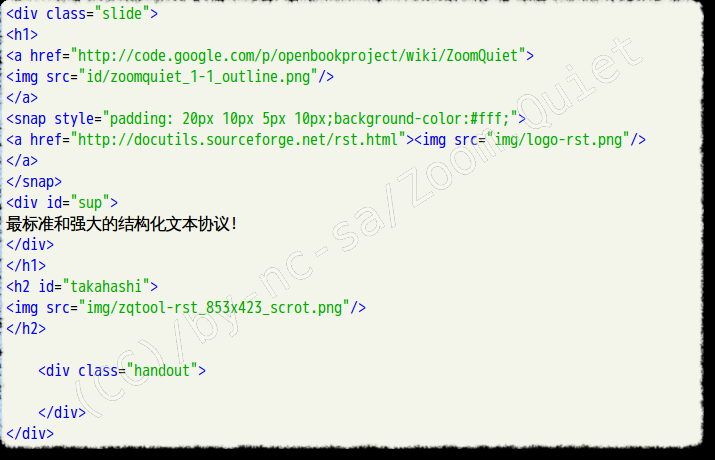 <div class="slide">
<h1>
<a href="http://code.google.com/p/openbookproject/wiki/ZoomQuiet">
<img src="id/zoomquiet_1-1_outline.png"/>
</a>
<snap style="padding: 20px 10px 5px 10px;background-color:#fff;">
<a href="http://docutils.sourceforge.net/rst.html"><img src="img/logo-rst.png"/>
</a>
</snap>
<div id="sup">
最标准和强大的结构化文本协议!
</div>
</h1>
<h2 id="takahashi">
<img src="img/zqtool-rst_853x423_scrot.png"/>
</h2>
<div class="handout">
</div>
</div>
(CC)/by-nc-sa/Zoom.Quiet